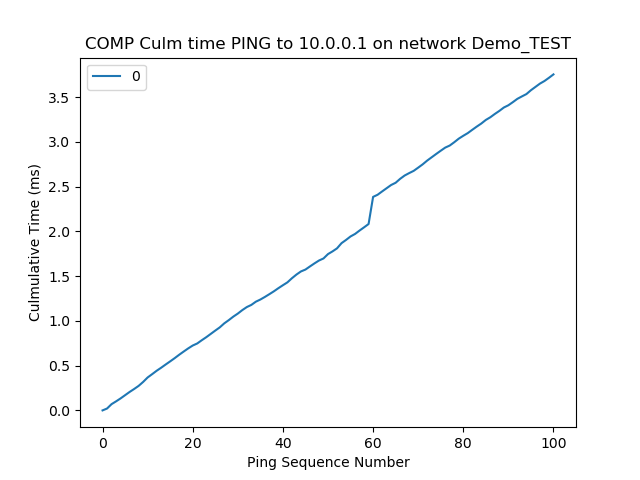 COMP Culm time PING to 10.0.0.1 on network Demo_TEST
0
3.5
3.0
2.5
2.0
1.5
1.0
0.5
0.0
Culmulative Time (ms)
0 20 40 60 80 100
Ping Sequence Number